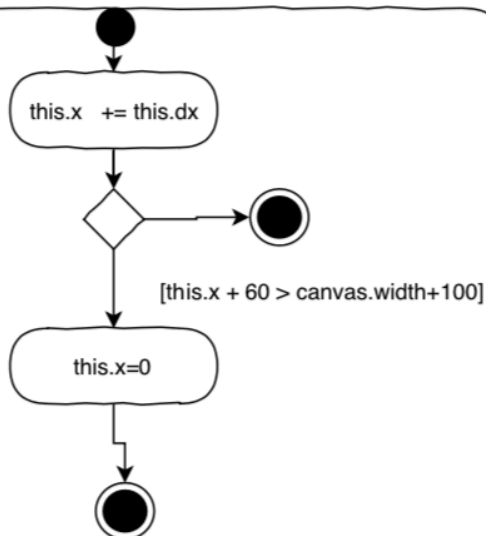 this.x += this.dx
[this.x + 60 > canvas.width+100]
this.x=0